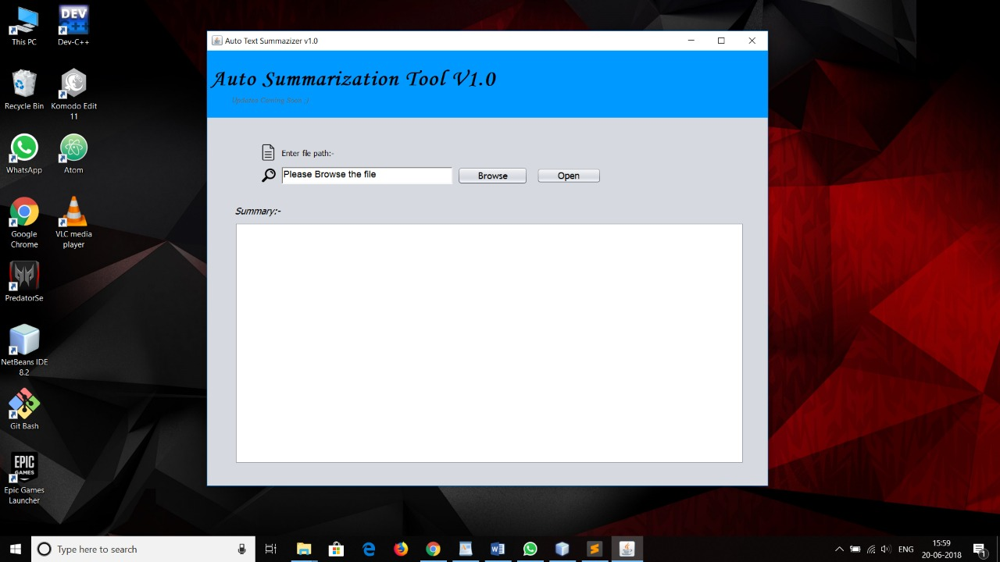 This PC
DEV
C++
Dev-C++
Recycle Bin
Komodo Edit
11
WhatsApp
Atom
Google
Chrome
VLC media
player
PredatorSe
NetBeans IDE
8.2
Git Bash
EPIC
GAMES
Epic Games
Launcher
Auto Text Summazizer v1.0
Auto Summarization Tool V1.0
Updates Coming Soon :)
Enter file path:-
Please Browse the file
Browse
Open
Summary:-
Type here to search
W
S
ENG
15:59
20-06-2018
1